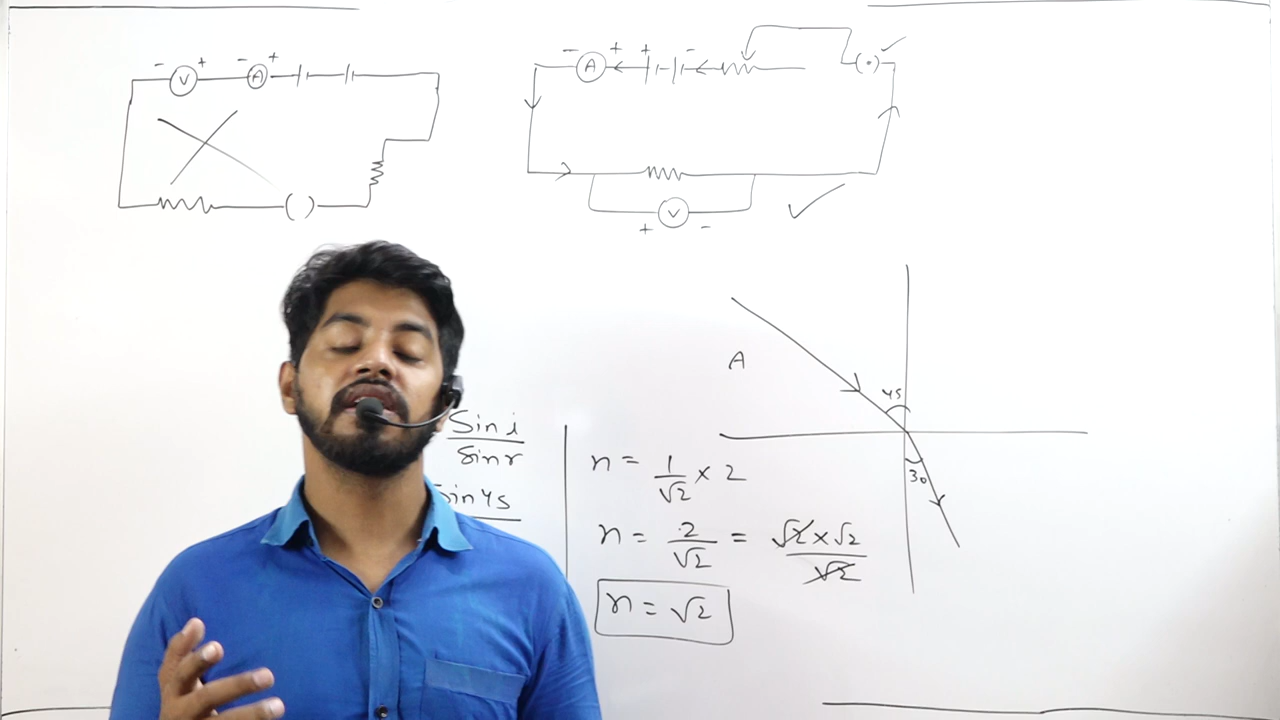 - V + - A +
- A + + -
( )
(•)
+ V -
A
45
30
Sin i
Sin r
Sin 45
n = 1/√2 × 2
n = 2/√2 = √2 × √2/√2
n = √2